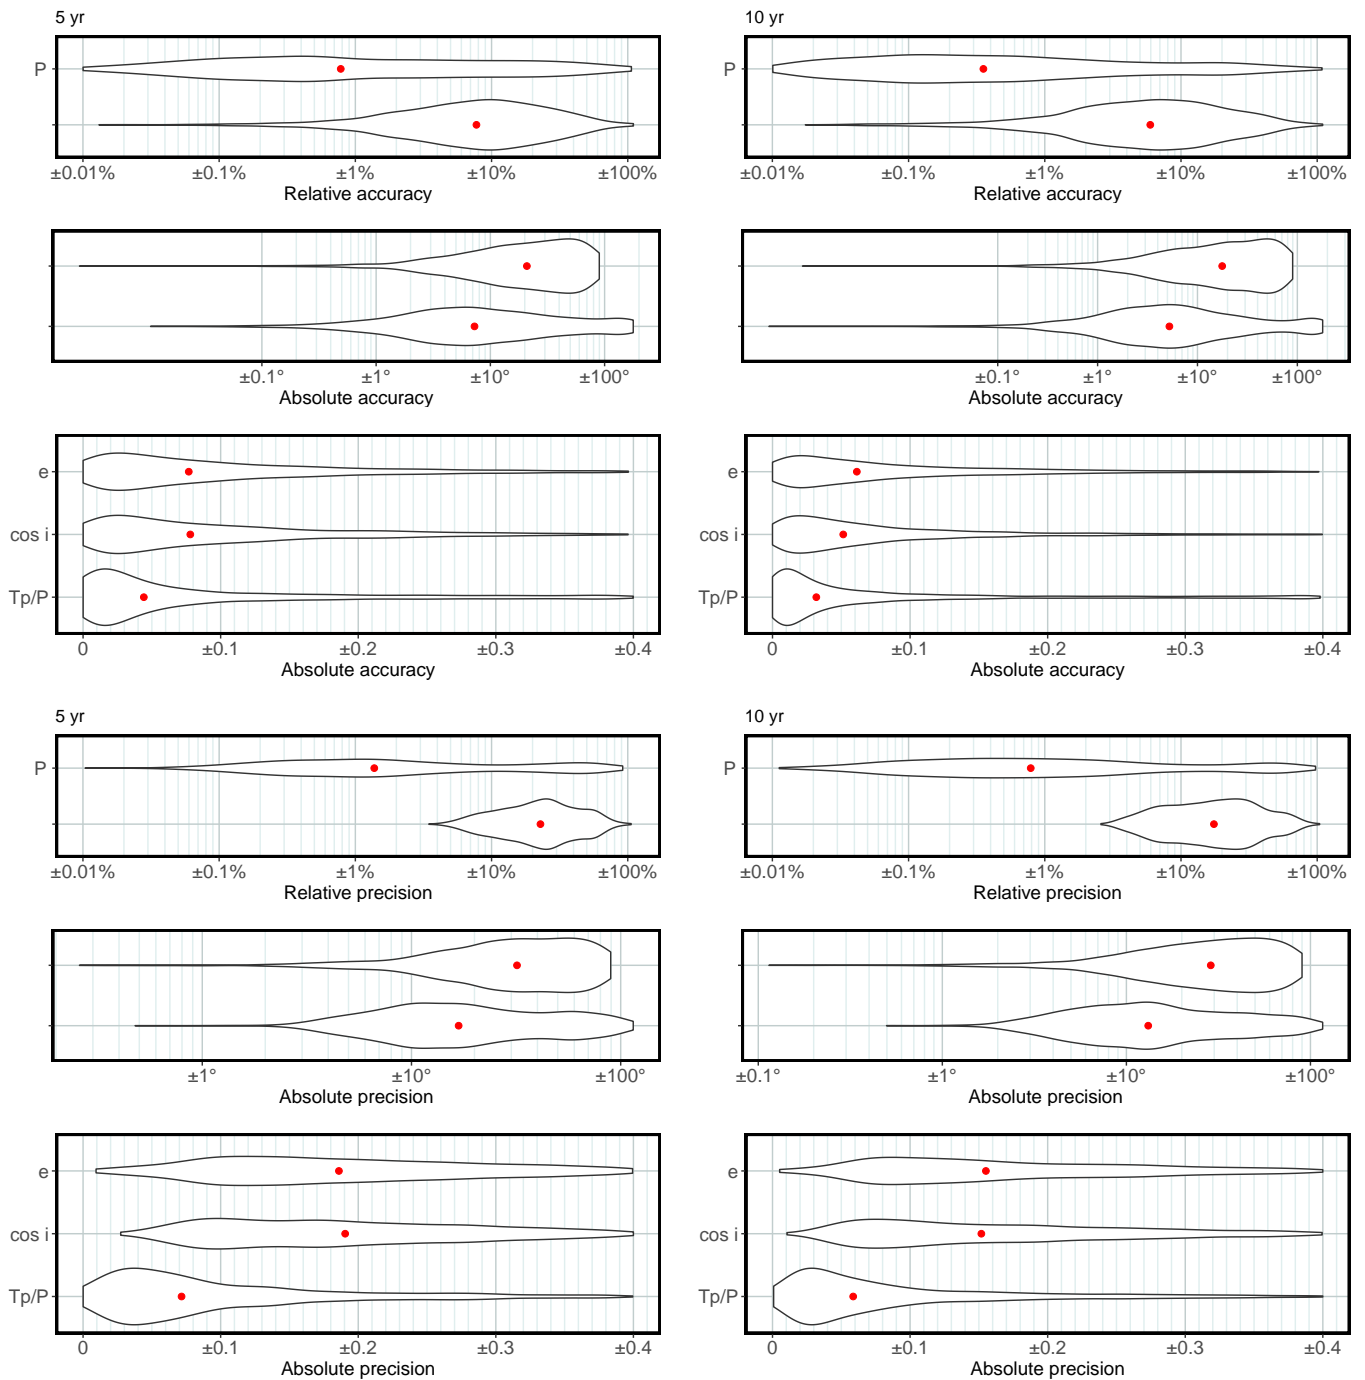 5 yr
P
±0.01% ±0.1% ±1% ±10% ±100%
Relative accuracy
±0.1° ±1° ±10° ±100°
Absolute accuracy
e
cos i
Tp/P
0 ±0.1 ±0.2 ±0.3 ±0.4
Absolute accuracy
10 yr
P
±0.01% ±0.1% ±1% ±10% ±100%
Relative accuracy
±0.1° ±1° ±10° ±100°
Absolute accuracy
e
cos i
Tp/P
0 ±0.1 ±0.2 ±0.3 ±0.4
Absolute accuracy
5 yr
P
±0.01% ±0.1% ±1% ±10% ±100%
Relative precision
±1° ±10° ±100°
Absolute precision
e
cos i
Tp/P
0 ±0.1 ±0.2 ±0.3 ±0.4
Absolute precision
10 yr
P
±0.01% ±0.1% ±1% ±10% ±100%
Relative precision
±0.1° ±1° ±10° ±100°
Absolute precision
e
cos i
Tp/P
0 ±0.1 ±0.2 ±0.3 ±0.4
Absolute precision